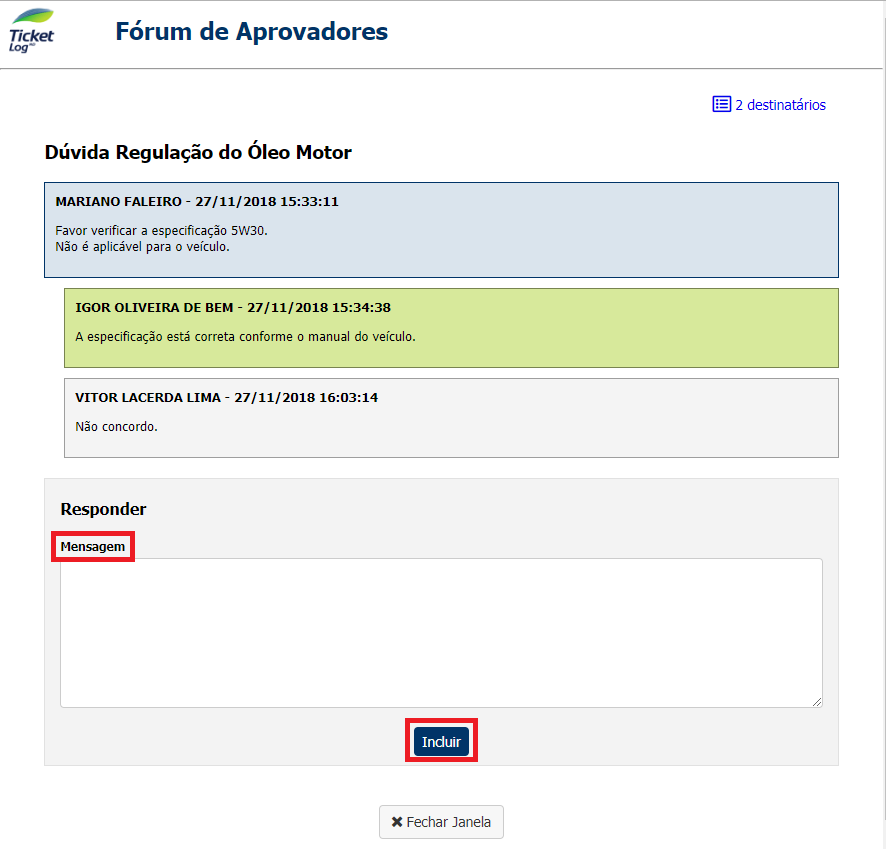 Ticket
Log
Fórum de Aprovadores
2 destinatários
Dúvida Regulação do Óleo Motor
MARIANO FALEIRO - 27/11/2018 15:33:11
Favor verificar a especificação 5W30.
Não é aplicável para o veículo.
IGOR OLIVEIRA DE BEM - 27/11/2018 15:34:38
A especificação está correta conforme o manual do veículo.
VITOR LACERDA LIMA - 27/11/2018 16:03:14
Não concordo.
Responder
Mensagem
Incluir
✖ Fechar Janela